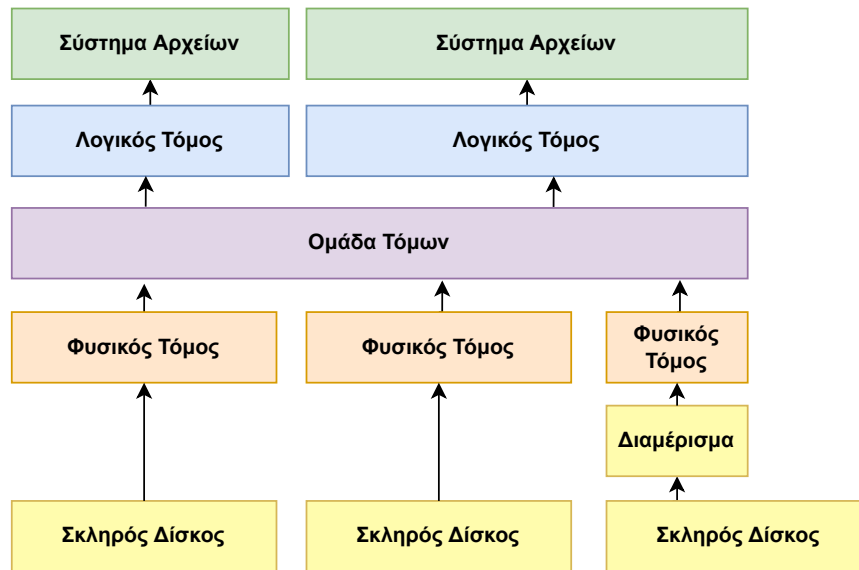 Σύστημα Αρχείων
Σύστημα Αρχείων
Λογικός Τόμος
Λογικός Τόμος
Ομάδα Τόμων
Φυσικός Τόμος
Φυσικός Τόμος
Φυσικός
Τόμος
Διαμέρισμα
Σκληρός Δίσκος
Σκληρός Δίσκος
Σκληρός Δίσκος